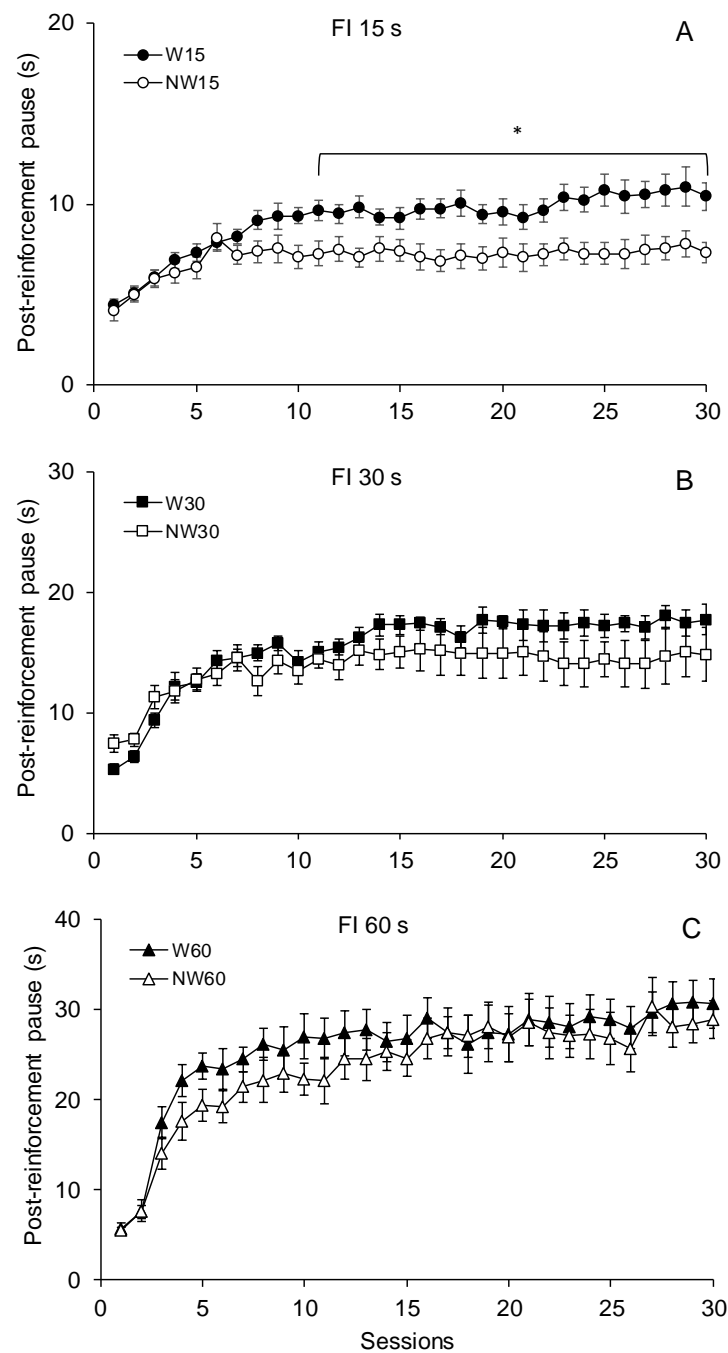 FI 15 s
A
W15
NW15
*
Post-reinforcement pause (s)
20
10
0
0 5 10 15 20 25 30
FI 30 s
B
W30
NW30
Post-reinforcement pause (s)
30
20
10
0
0 5 10 15 20 25 30
FI 60 s
C
W60
NW60
Post-reinforcement pause (s)
40
30
20
10
0
0 5 10 15 20 25 30
Sessions